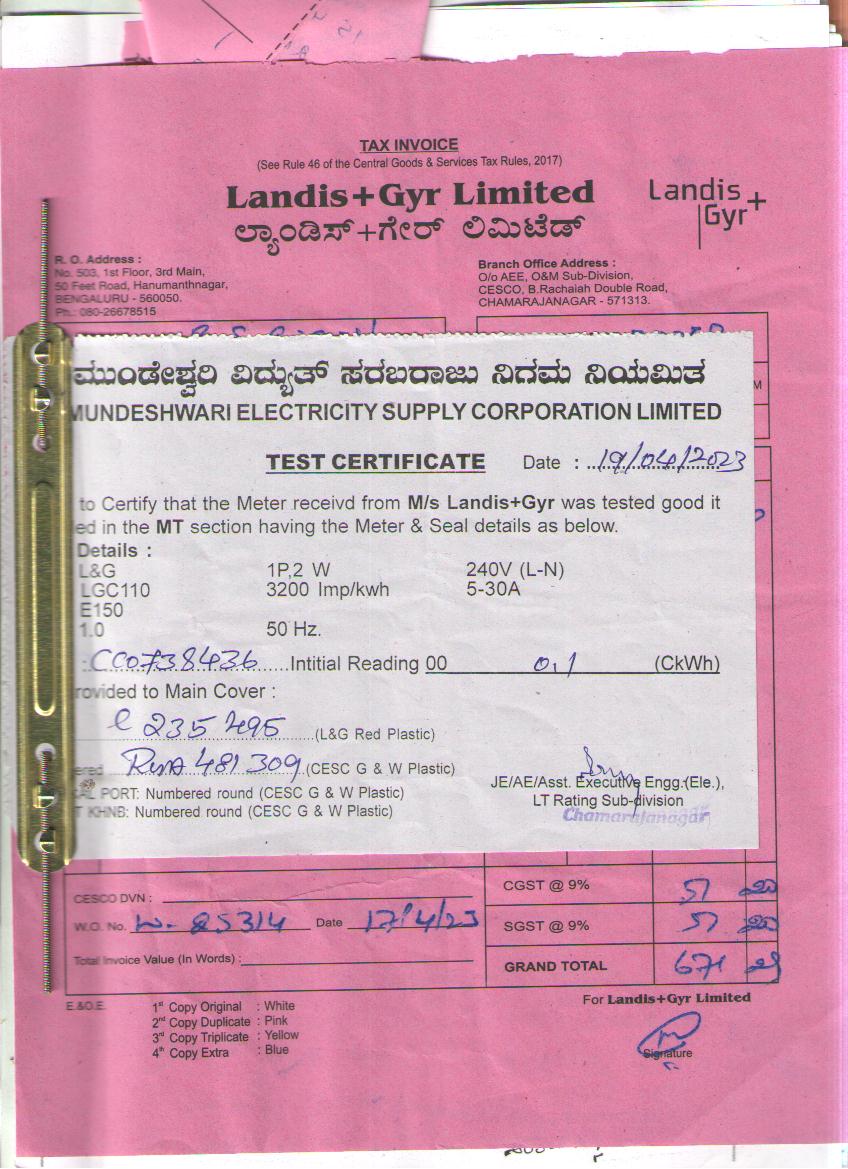 TAX INVOICE
(See Rule 46 of the Central Goods & Services Tax Rules, 2017)
Landis+Gyr Limited
Landis+Gyr
ಲ್ಯಾಂಡಿಸ್+ಗೇರ್ ಲಿಮಿಟೆಡ್
R. O. Address :
No. 503, 1st Floor, 3rd Main,
50 Feet Road, Hanumanthnagar,
BENGALURU - 560050.
Ph.: 080-26678515
Branch Office Address :
O/o AEE, O&M Sub-Division,
CESCO, B.Rachaiah Double Road,
CHAMARAJANAGAR - 571313.
ಮುಂಡೇಶ್ವರಿ ವಿದ್ಯುತ್ ಸರಬರಾಜು ನಿಗಮ ನಿಯಮಿತ
MUNDESHWARI ELECTRICITY SUPPLY CORPORATION LIMITED
TEST CERTIFICATE Date : 19/04/2023
to Certify that the Meter receivd from M/s Landis+Gyr was tested good it
ed in the MT section having the Meter & Seal details as below.
Details :
L&G 1P,2 W 240V (L-N)
LGC110 3200 Imp/kwh 5-30A
E150
1.0 50 Hz.
: CC0738436 Intitial Reading 00 0.1 (CkWh)
rovided to Main Cover :
235495 (L&G Red Plastic)
ered 481309 (CESC G & W Plastic)
CAL PORT: Numbered round (CESC G & W Plastic)
T KHNB: Numbered round (CESC G & W Plastic)
JE/AE/Asst. Executive Engg.(Ele.),
LT Rating Sub-division
Chamarajanagar
CESCO DVN :
W.O. No. W- 85314 Date 17/4/23
Total Invoice Value (In Words) :
CGST @ 9% 51
SGST @ 9% 51
GRAND TOTAL 671
E.&O.E.
1st Copy Original : White
2nd Copy Duplicate : Pink
3rd Copy Triplicate : Yellow
4th Copy Extra : Blue
For Landis+Gyr Limited
Signature